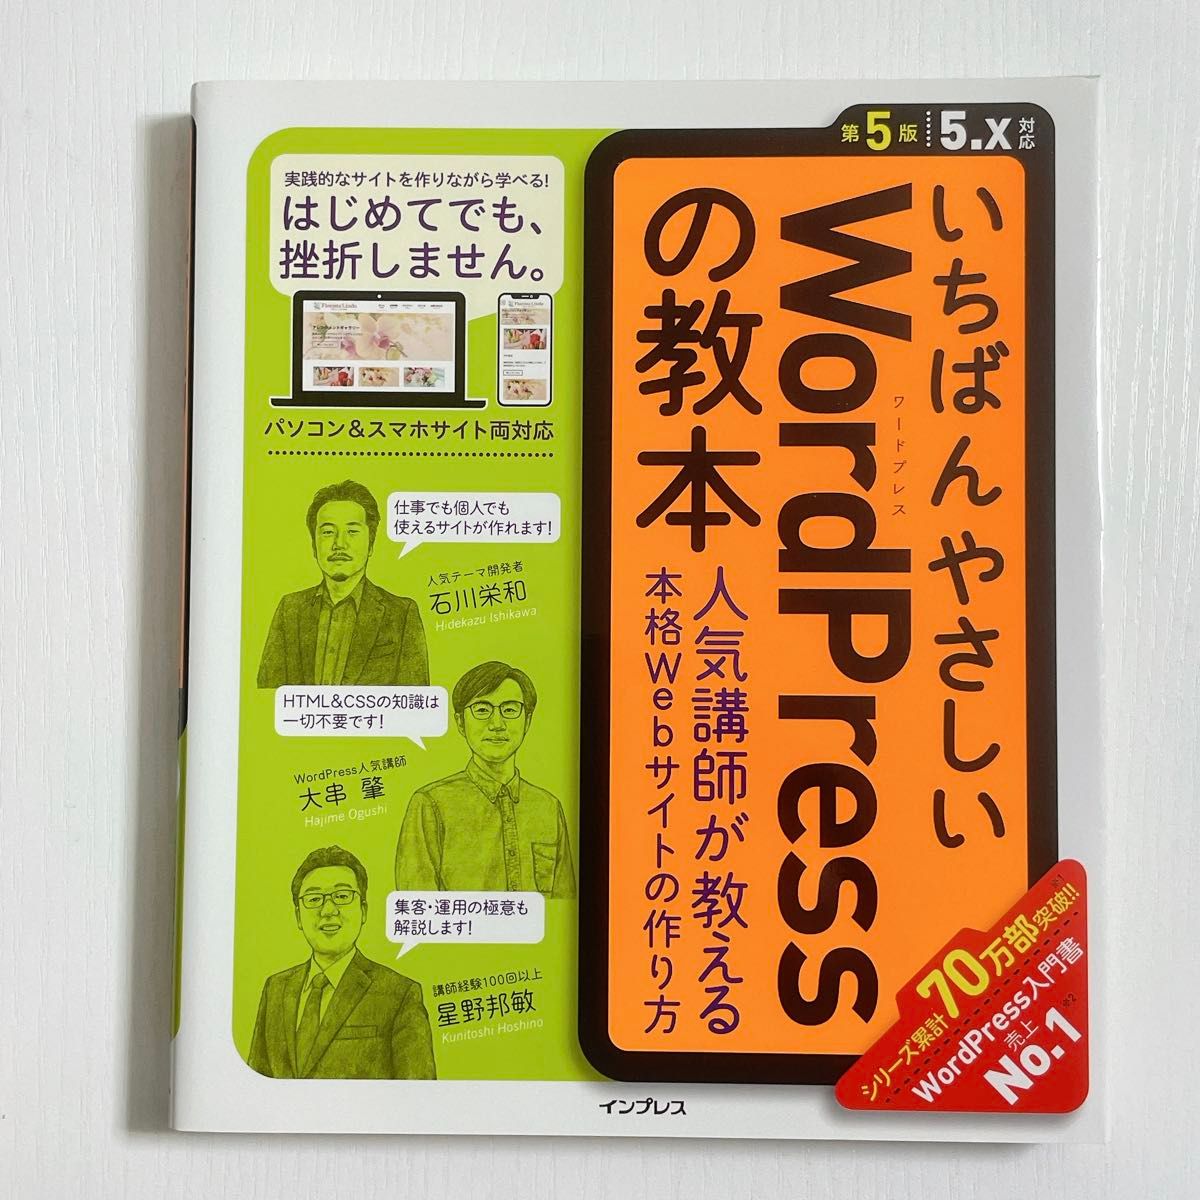 第5版
5.x対応
いちばんやさしい
WordPress
ワードプレス
の教本
人気講師が教える
本格Webサイトの作り方
実践的なサイトを作りながら学べる!
はじめてでも、
挫折しません。
パソコン&スマホサイト両対応
仕事でも個人でも
使えるサイトが作れます!
人気テーマ開発者
石川栄和
Hidekazu Ishikawa
HTML&CSSの知識は
一切不要です!
WordPress人気講師
大串 肇
Hajime Ogushi
集客・運用の極意も
解説します!
講師経験100回以上
星野邦敏
Kunitoshi Hoshino
シリーズ累計70万部突破!!※1
WordPress入門書
売上No.1※2
インプレス